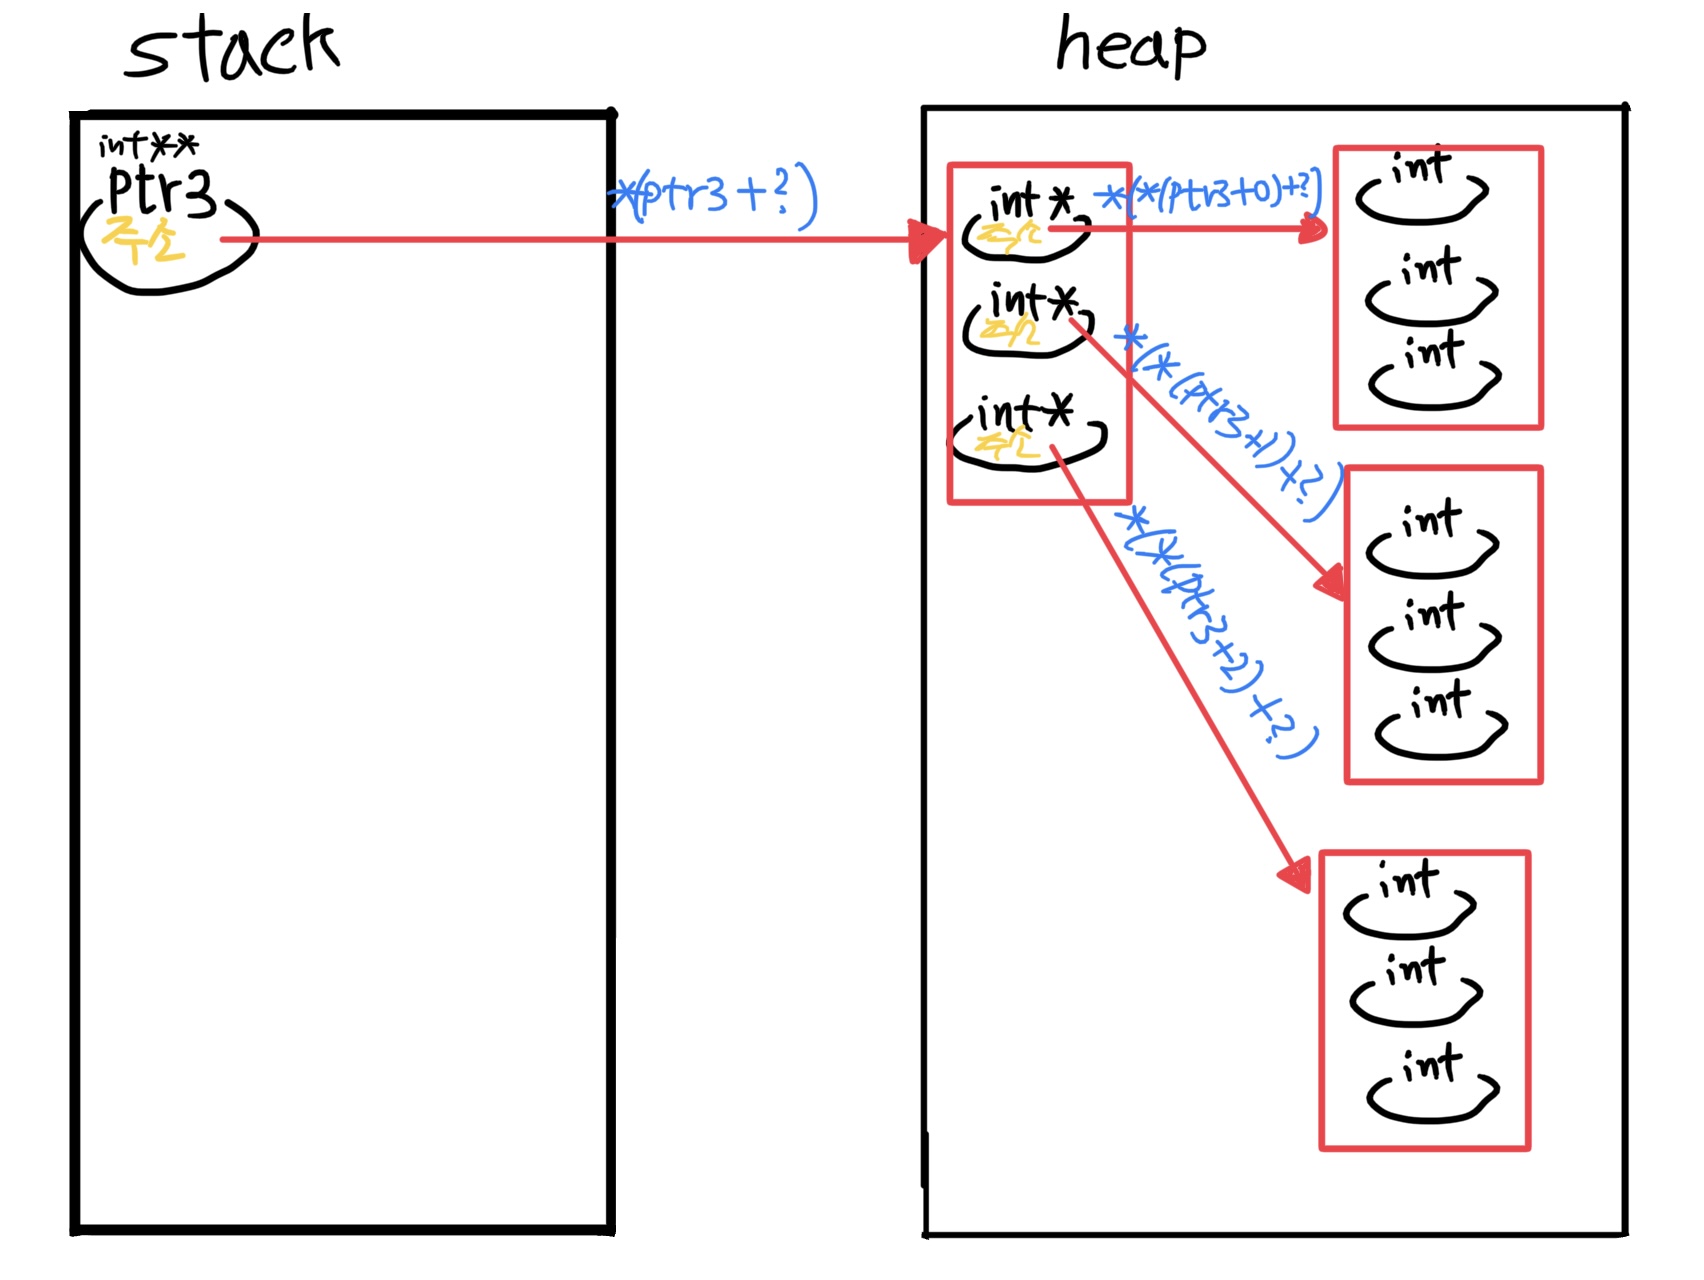 stack
heap
int**
ptr3
주소
*(ptr3+?)
int*
주소
int*
주소
int*
주소
*(*(ptr3+0)+?)
*(*(ptr3+1))+?)
*(*(ptr3+2)+?)
int
int
int
int
int
int
int
int
int